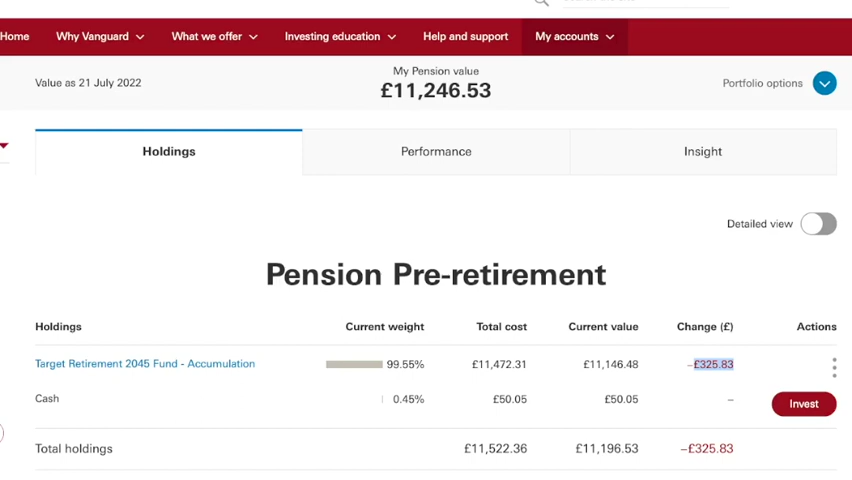 Home Why Vanguard What we offer Investing education Help and support My accounts
My Pension value
Value as 21 July 2022 £11,246.53 Portfolio options
Holdings Performance Insight
Detailed view
Pension Pre-retirement
Holdings Current weight Total cost Current value Change (£) Actions
Target Retirement 2045 Fund - Accumulation 99.55% £11,472.31 £11,146.48 −£325.83
Cash 0.45% £50.05 £50.05 – Invest
Total holdings £11,522.36 £11,196.53 −£325.83